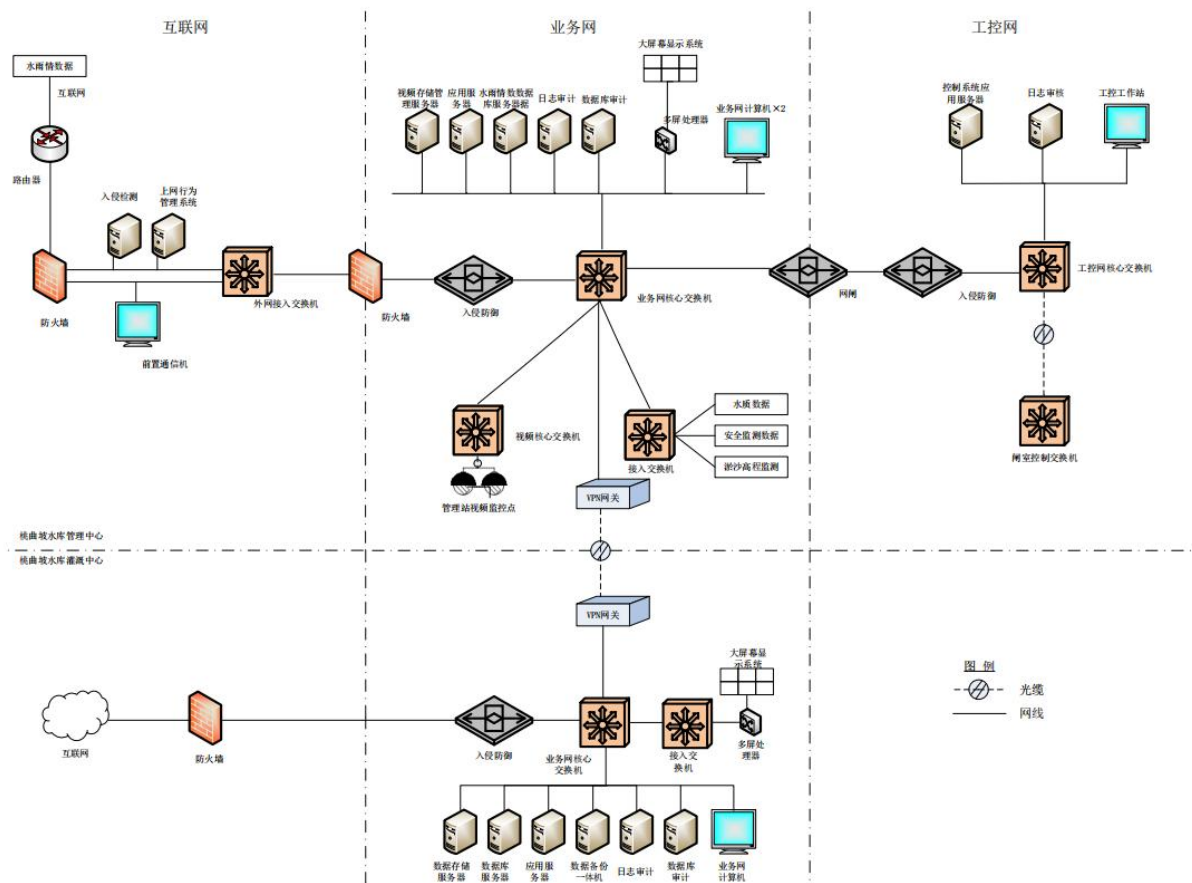 互联网
业务网
工控网
水雨情数据
互联网
路由器
入侵检测
上网行为
管理系统
防火墙
前置通信机
外网接入交换机
防火墙
大屏幕显示系统
视频存储管
理服务器
应用服
务器
水雨情数数据
库服务器据
日志审计
数据库审计
多屏处理器
业务网计算机×2
入侵防御
业务网核心交换机
视频核心交换机
管理站视频监控点
接入交换机
水质数据
安全监测数据
淤沙高程监测
VPN网关
控制系统应
用服务器
日志审核
工控工作站
网闸
入侵防御
工控网核心交换机
闸室控制交换机
桃曲坡水库管理中心
桃曲坡水库灌溉中心
VPN网关
互联网
防火墙
入侵防御
业务网核心
交换机
接入交
换机
大屏幕显
示系统
多屏处
理器
数据存储
服务器
数据库
服务器
应用服
务器
数据备份
一体机
日志审计
数据库
审计
业务网
计算机
图 例
光缆
网线